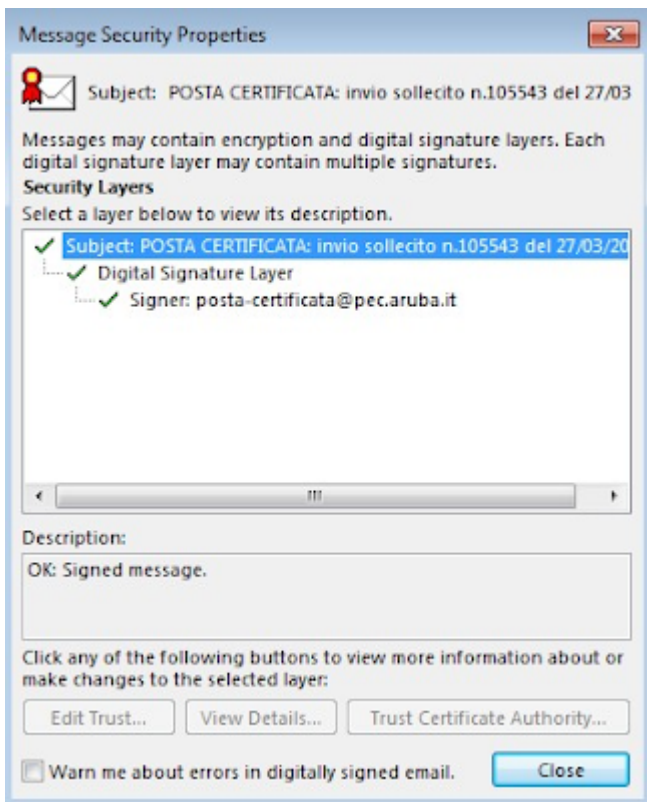 Message Security Properties
Subject: POSTA CERTIFICATA: invio sollecito n.105543 del 27/03
Messages may contain encryption and digital signature layers. Each
digital signature layer may contain multiple signatures.
Security Layers
Select a layer below to view its description.
Subject: POSTA CERTIFICATA: invio sollecito n.105543 del 27/03/20
Digital Signature Layer
Signer: posta-certificata@pec.aruba.it
Description:
OK: Signed message.
Click any of the following buttons to view more information about or
make changes to the selected layer:
Edit Trust... View Details... Trust Certificate Authority...
Warn me about errors in digitally signed email. Close